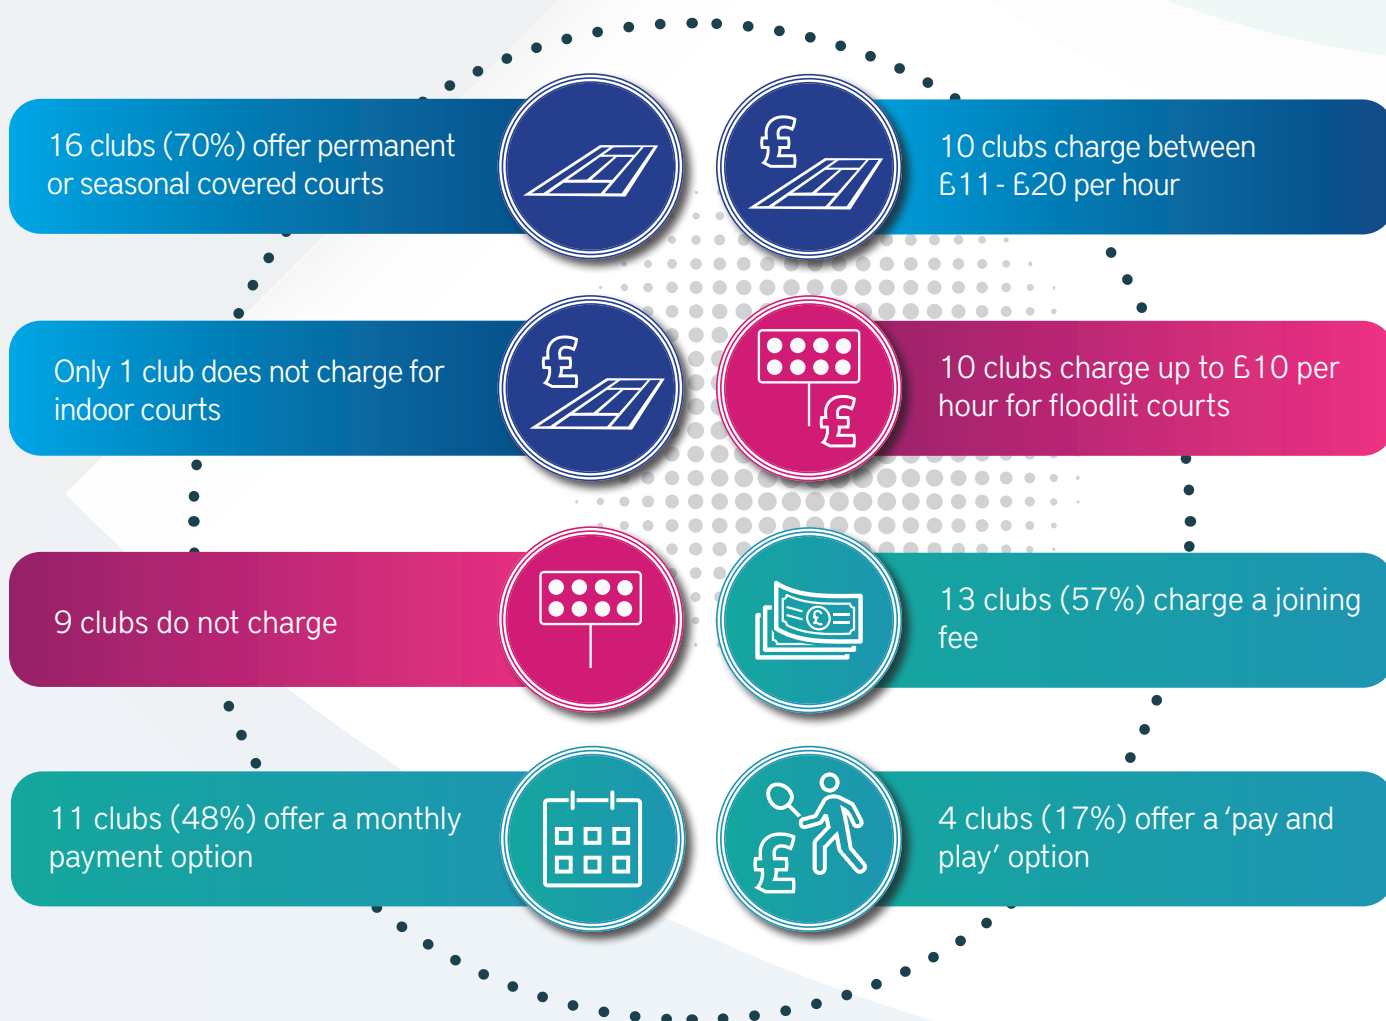 16 clubs (70%) offer permanent
or seasonal covered courts
£
10 clubs charge between
£11 - £20 per hour
£
Only 1 club does not charge for
indoor courts
£
10 clubs charge up to £10 per
hour for floodlit courts
9 clubs do not charge
£
13 clubs (57%) charge a joining
fee
11 clubs (48%) offer a monthly
payment option
£
4 clubs (17%) offer a ‘pay and
play’ option